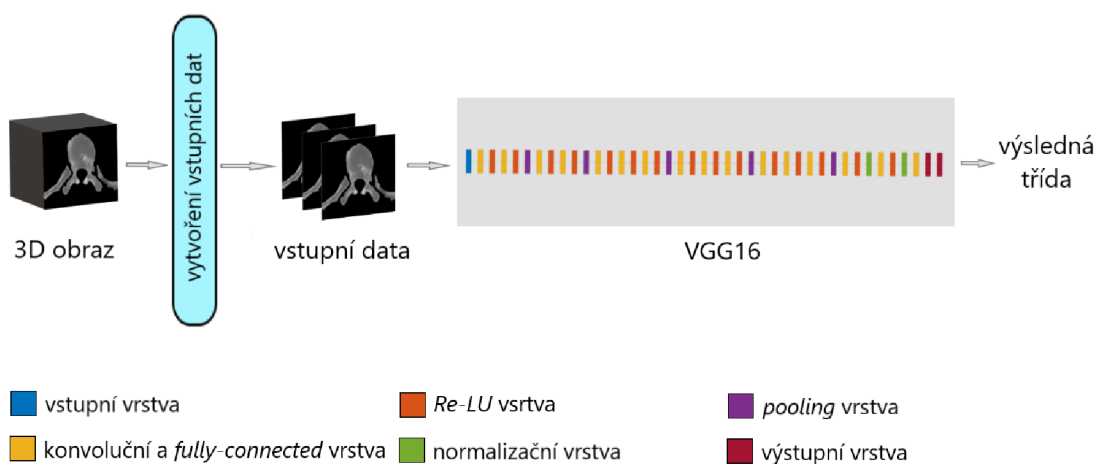 vytvoření vstupních dat
3D obraz
vstupní data
VGG16
výsledná
třída
vstupní vrstva
Re-LU vsrtva
pooling vrstva
konvoluční a fully-connected vrstva
normalizační vrstva
výstupní vrstva